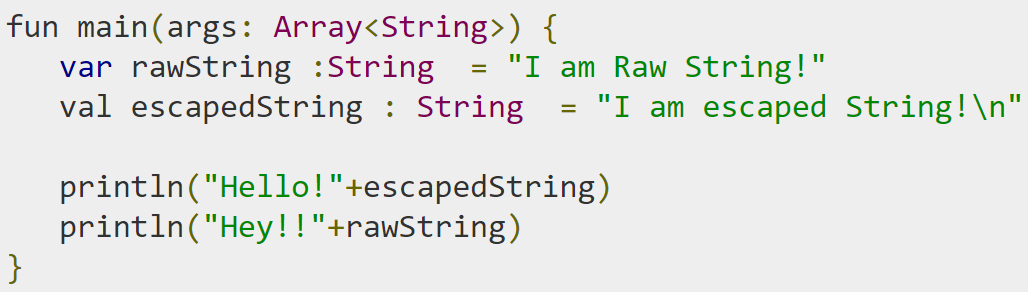 fun main(args: Array<String>) {
   var rawString :String  = "I am Raw String!"
   val escapedString : String  = "I am escaped String!\n"

   println("Hello!"+escapedString)
   println("Hey!!"+rawString)
}